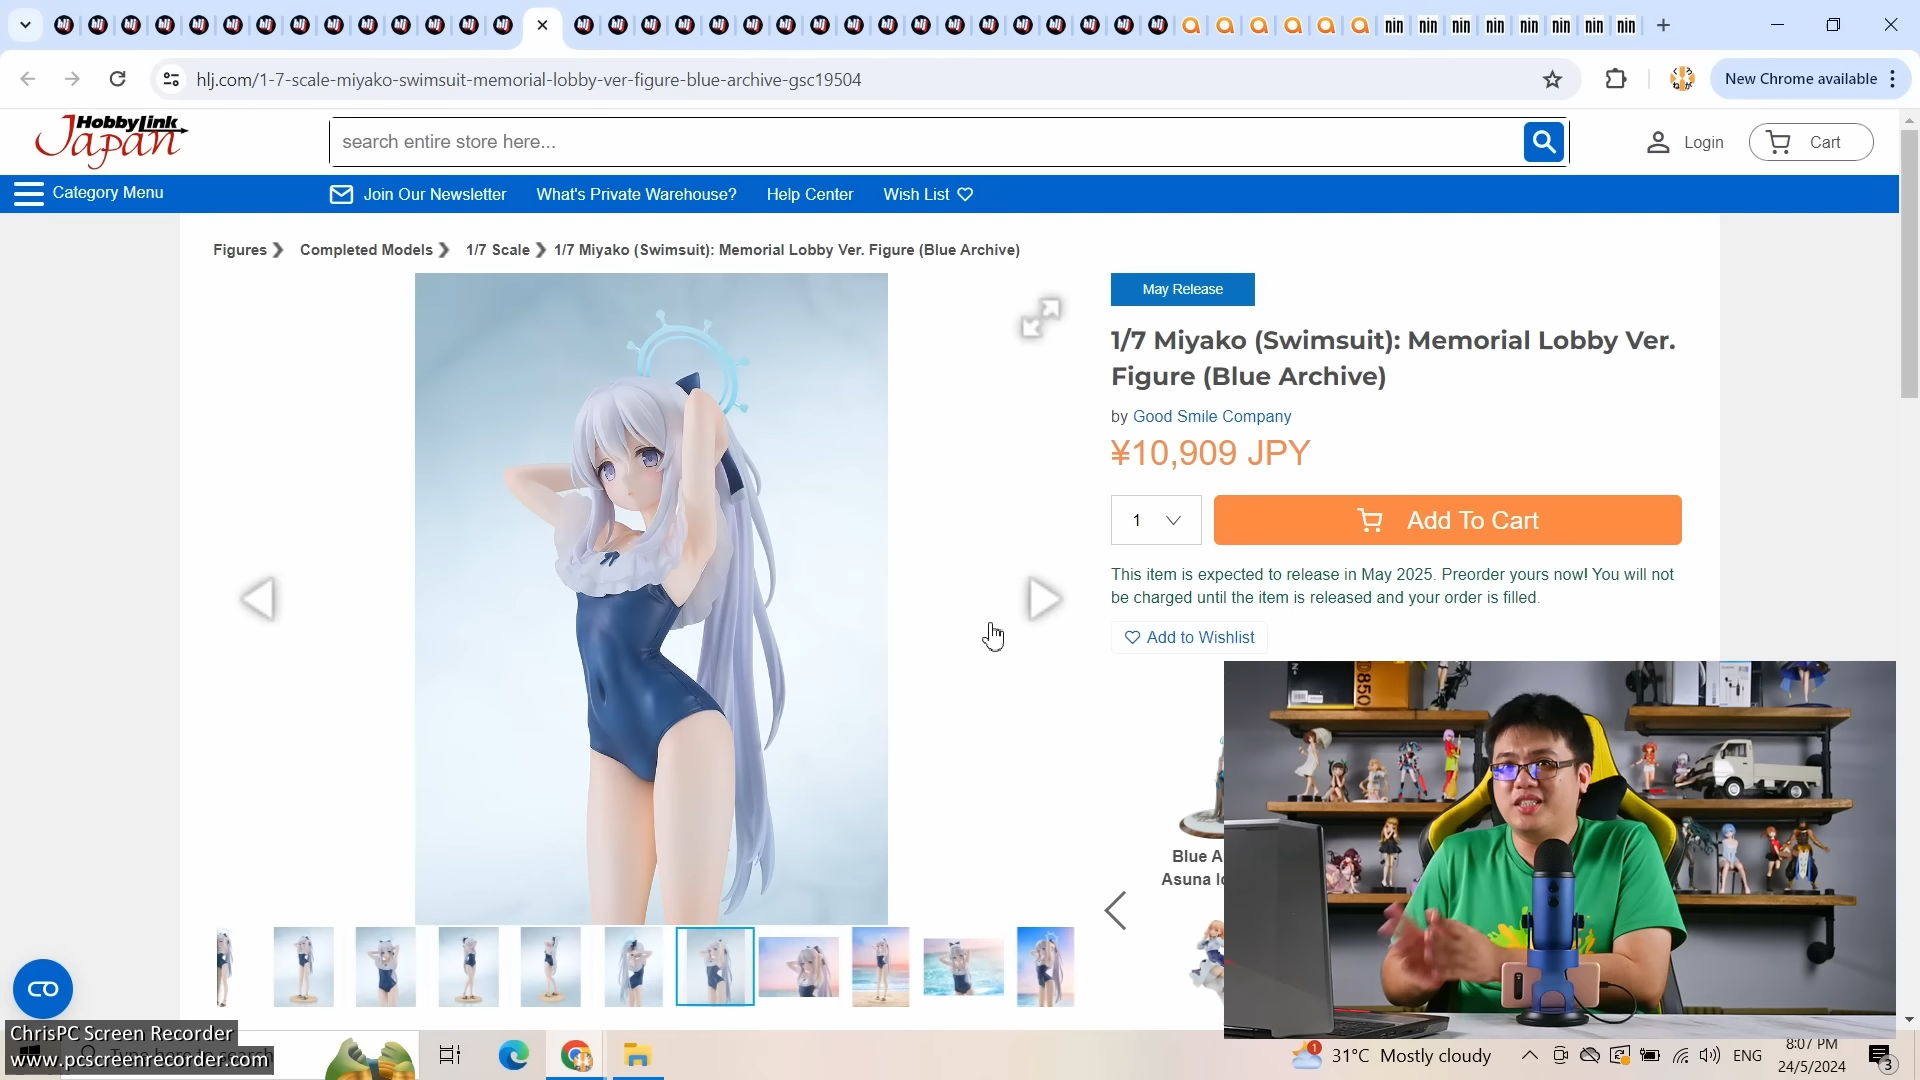 hlj.com/1-7-scale-miyako-swimsuit-memorial-lobby-ver-figure-blue-archive-gsc19504
New Chrome available
HobbyLink
Japan
search entire store here...
Login
Cart
Category Menu
Join Our Newsletter
What's Private Warehouse?
Help Center
Wish List
Figures
Completed Models
1/7 Scale
1/7 Miyako (Swimsuit): Memorial Lobby Ver. Figure (Blue Archive)
May Release
1/7 Miyako (Swimsuit): Memorial Lobby Ver.
Figure (Blue Archive)
by Good Smile Company
¥10,909 JPY
1
Add To Cart
This item is expected to release in May 2025. Preorder yours now! You will not
be charged until the item is released and your order is filled.
Add to Wishlist
Blue A
Asuna
ChrisPC Screen Recorder
www.pcscreenrecorder.com
31°C Mostly cloudy
ENG
8:07 PM
24/5/2024
3